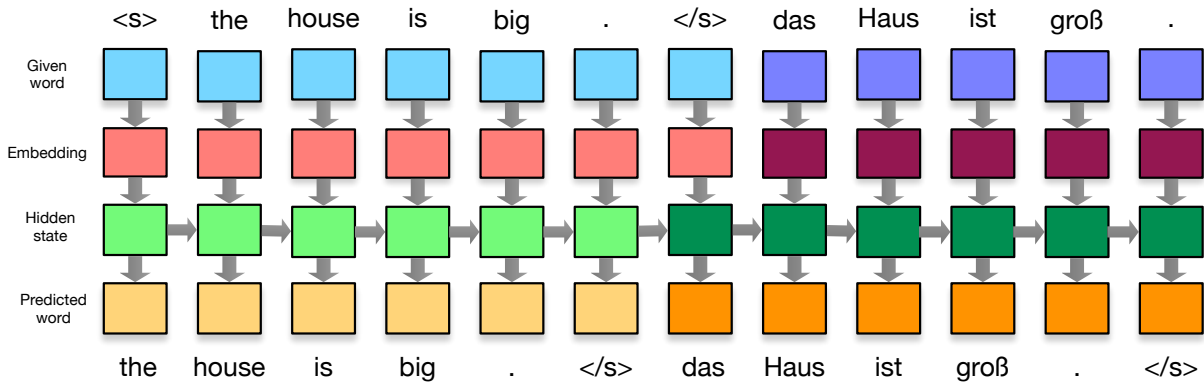 <s> the house is big . </s> das Haus ist groß .
Given
word
Embedding
Hidden
state
Predicted
word
the house is big . </s> das Haus ist groß . </s>